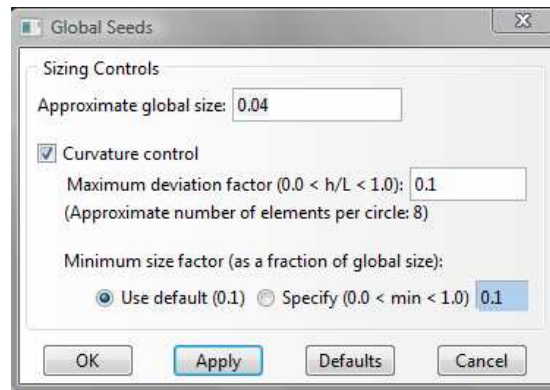 Global Seeds
Sizing Controls
Approximate global size: 0.04
Curvature control
Maximum deviation factor (0.0 < h/L < 1.0): 0.1
(Approximate number of elements per circle: 8)
Minimum size factor (as a fraction of global size):
Use default (0.1) Specify (0.0 < min < 1.0) 0.1
OK Apply Defaults Cancel